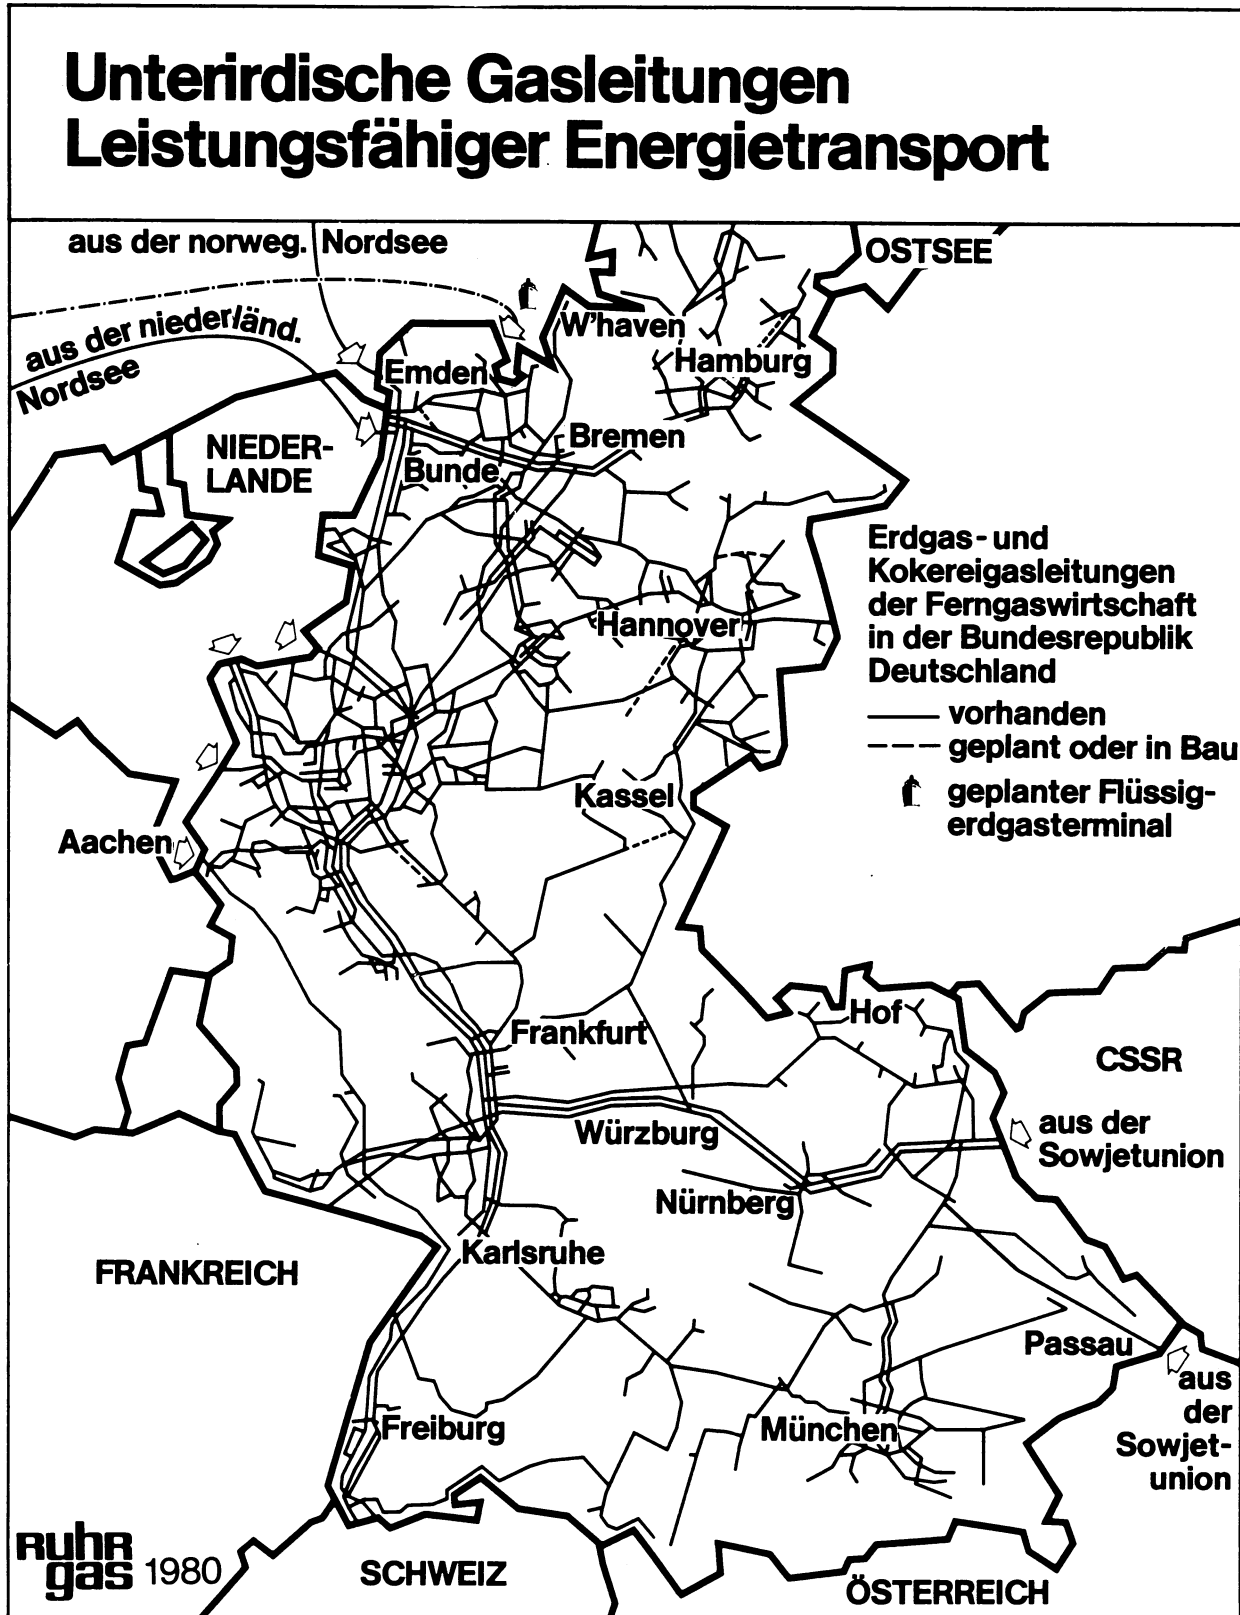 Unterirdische Gasleitungen
Leistungsfähiger Energietransport
aus der norweg. Nordsee
OSTSEE
aus der niederländ.
Nordsee
W'haven
Hamburg
Emden
NIEDER-
LANDE
Bremen
Bunde
Erdgas- und
Kokereigasleitungen
der Ferngaswirtschaft
in der Bundesrepublik
Deutschland
vorhanden
geplant oder in Bau
geplanter Flüssig-
erdgasterminal
Hannover
Kassel
Aachen
Hof
Frankfurt
CSSR
aus der
Sowjetunion
Würzburg
Nürnberg
Karlsruhe
FRANKREICH
Passau
aus
der
Sowjet-
union
Freiburg
München
Ruhr
gas 1980
SCHWEIZ
ÖSTERREICH